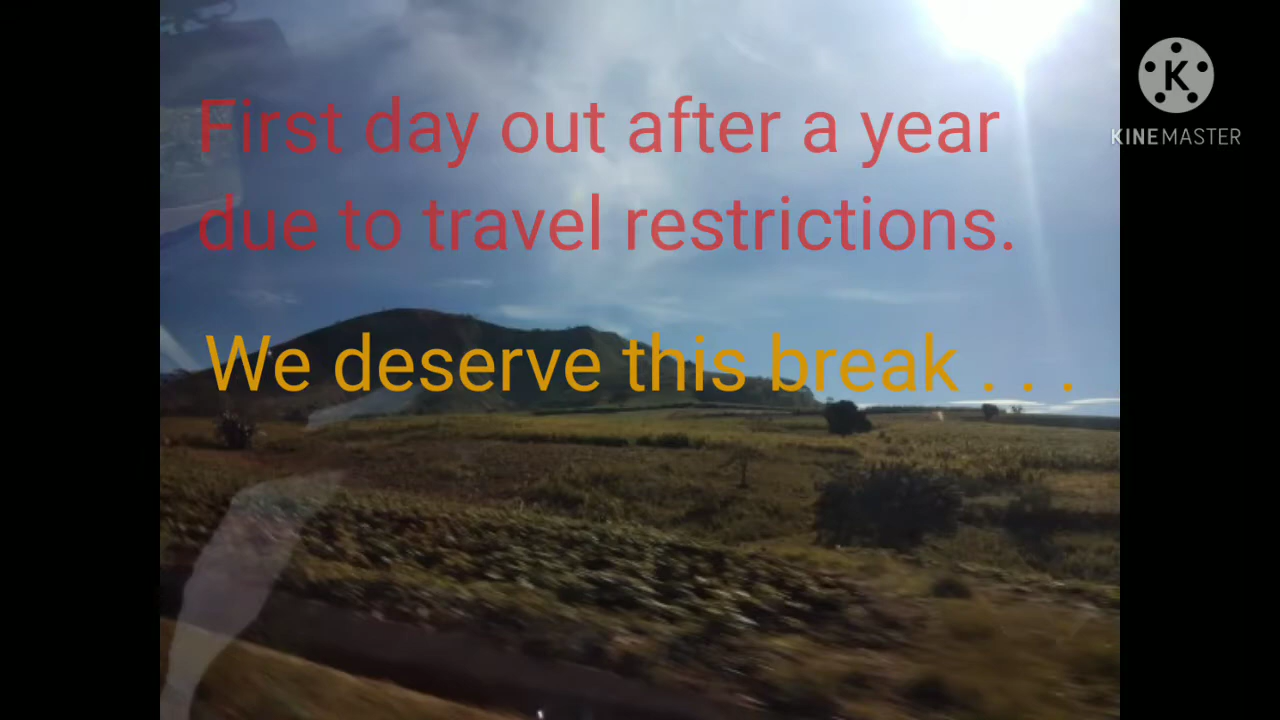 First day out after a year
due to travel restrictions.
We deserve this break . . .
K
KINEMASTER